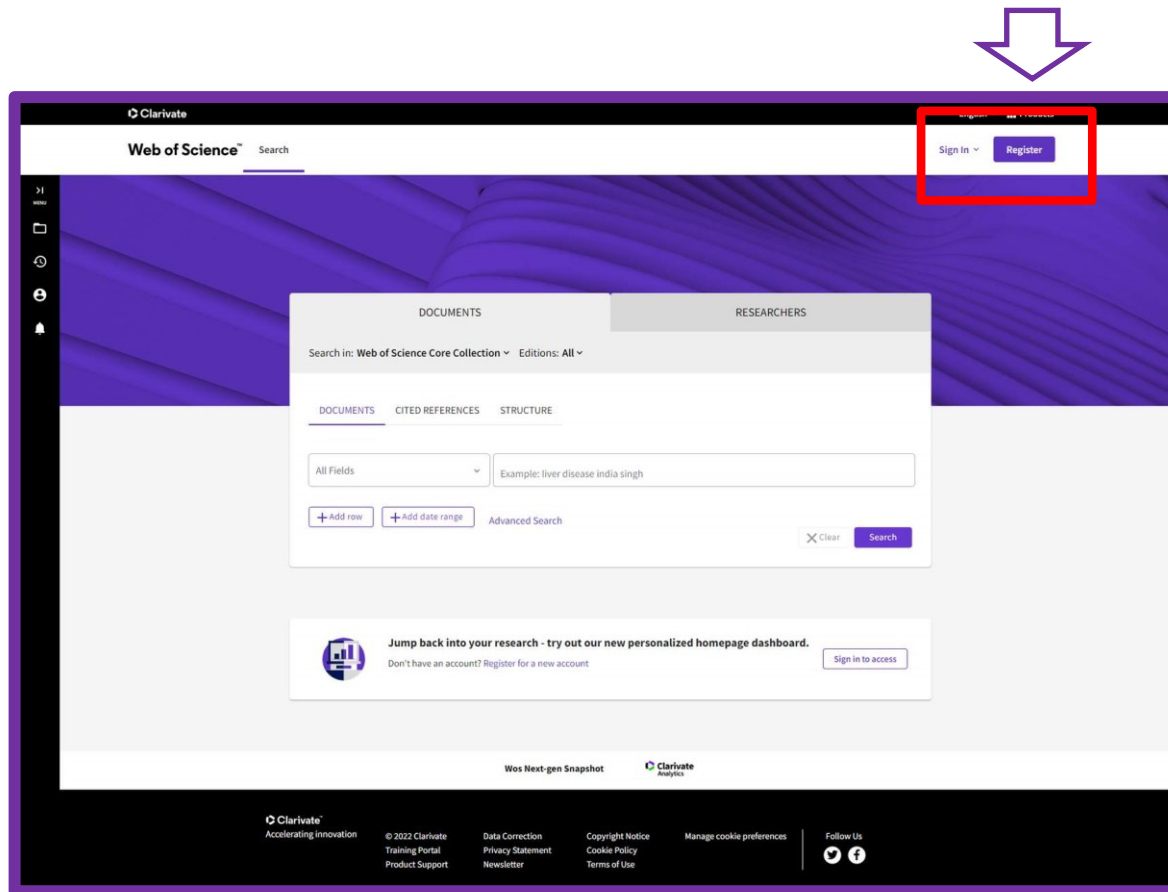 Clarivate
English Products
Web of Science™ Search
Sign In Register
MENU
DOCUMENTS RESEARCHERS
Search in: Web of Science Core Collection Editions: All
DOCUMENTS CITED REFERENCES STRUCTURE
All Fields Example: liver disease india singh
+ Add row + Add date range Advanced Search
Clear Search
Jump back into your research - try out our new personalized homepage dashboard.
Don't have an account? Register for a new account
Sign in to access
Wos Next-gen Snapshot Clarivate Analytics
Clarivate™
Accelerating innovation
© 2022 Clarivate Data Correction Copyright Notice Manage cookie preferences Follow Us
Training Portal Privacy Statement Cookie Policy
Product Support Newsletter Terms of Use